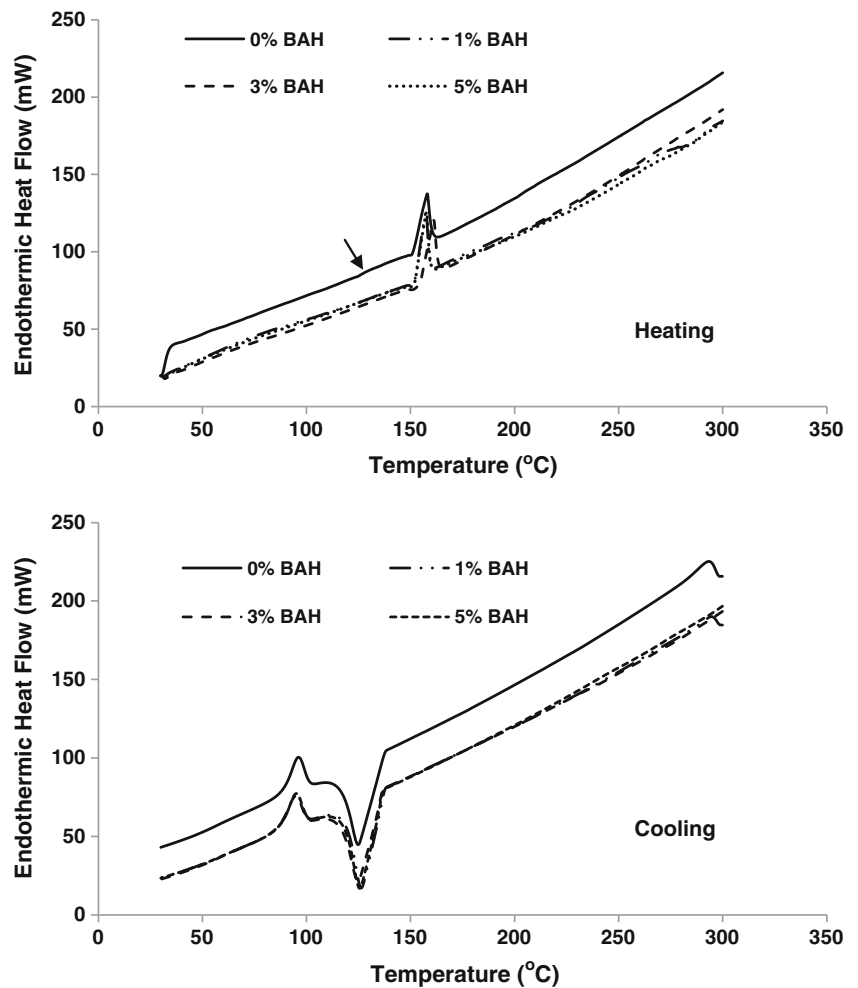 250
200
150
100
50
0
Endothermic Heat Flow (mW)
0% BAH
1% BAH
3% BAH
5% BAH
Heating
0 50 100 150 200 250 300 350
Temperature (°C)
250
200
150
100
50
0
Endothermic Heat Flow (mW)
0% BAH
1% BAH
3% BAH
5% BAH
Cooling
0 50 100 150 200 250 300 350
Temperature (°C)